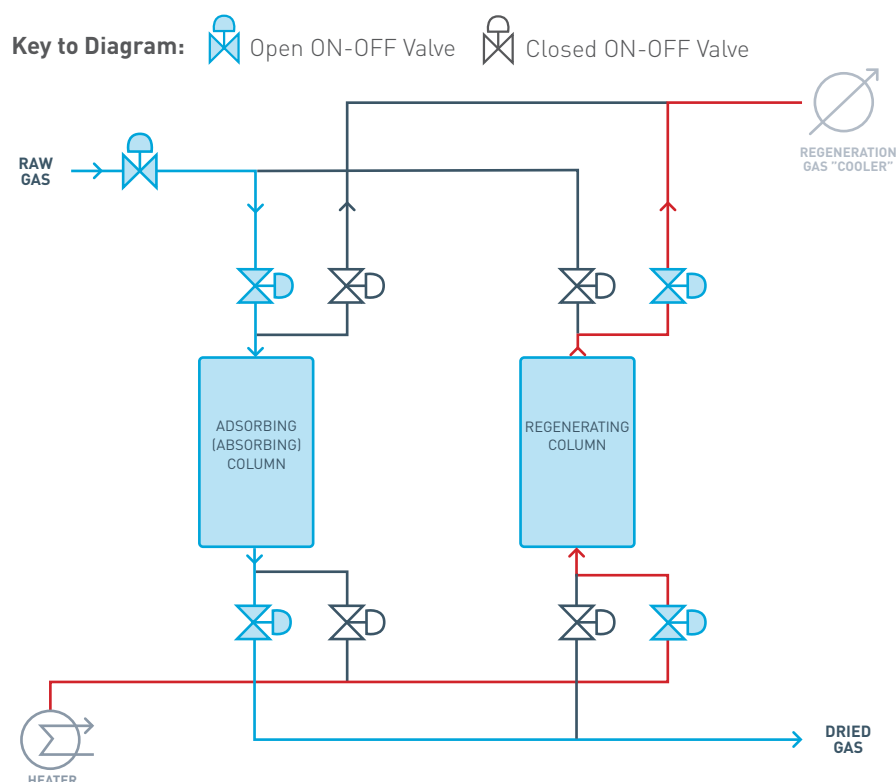 Key to Diagram:
Open ON-OFF Valve
Closed ON-OFF Valve
RAW
GAS
REGENERATION
GAS "COOLER"
ADSORBING
(ABSORBING)
COLUMN
REGENERATING
COLUMN
DRIED
GAS
HEATER